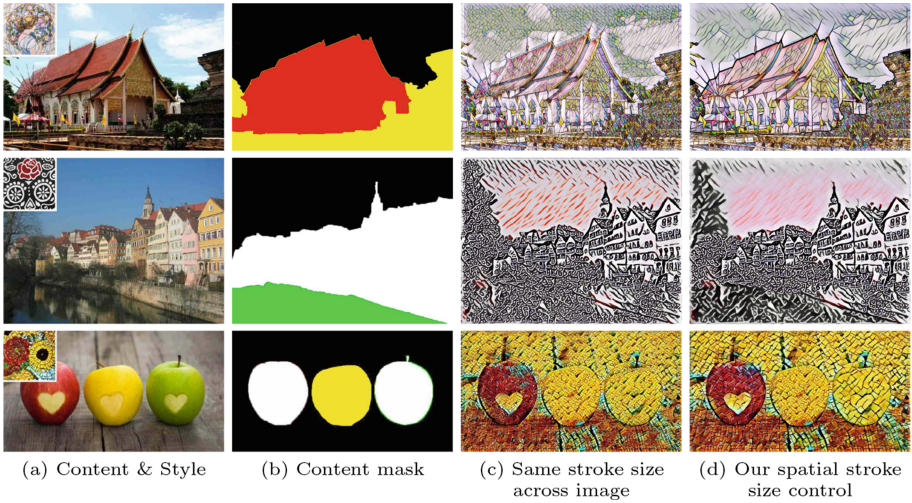 (a) Content & Style
(b) Content mask
(c) Same stroke size
across image
(d) Our spatial stroke
size control